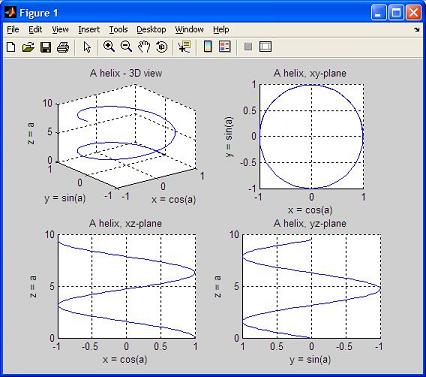 Figure 1
File Edit View Insert Tools Desktop Window Help
A helix - 3D view
10
5
0
z = a
1
0
-1
y = sin(a)
-1
0
1
x = cos(a)
A helix, xy-plane
1
0.5
0
-0.5
-1
y = sin(a)
-1
0
1
x = cos(a)
A helix, xz-plane
10
5
0
z = a
1
0.5
0
0.5
1
x = cos(a)
A helix, yz-plane
10
5
0
z = a
1
0.5
0
-0.5
-1
y = sin(a)